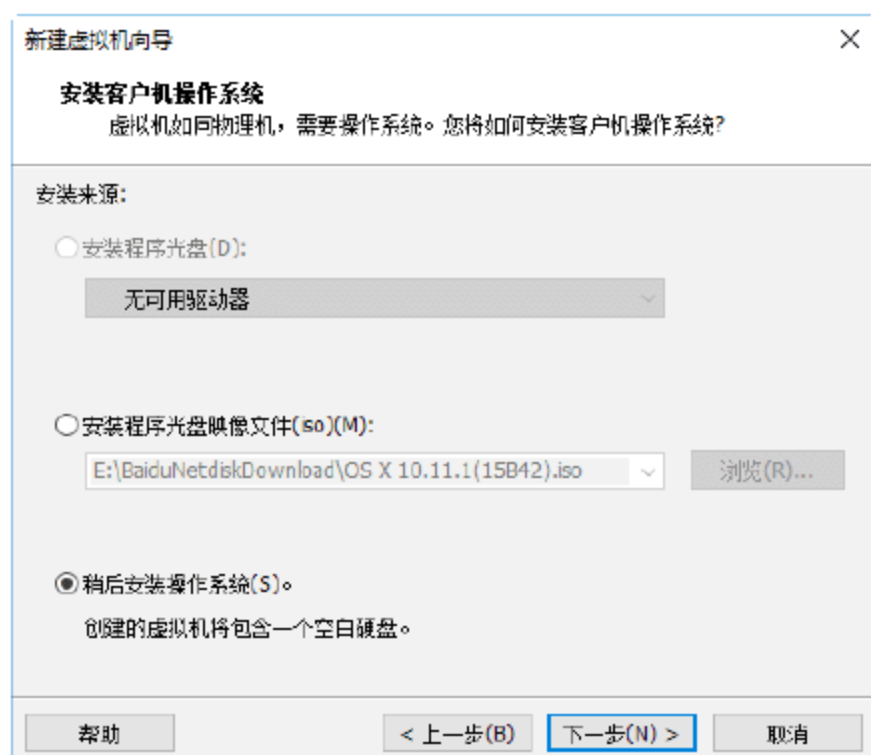 新建虚拟机向导
安装客户机操作系统
虚拟机如同物理机，需要操作系统。您将如何安装客户机操作系统?
安装来源:
安装程序光盘(D):
无可用驱动器
安装程序光盘映像文件(iso)(M):
E:\BaiduNetdiskDownload\OS X 10.11.1(15B42).iso
浏览(R)...
稍后安装操作系统(S)。
创建的虚拟机将包含一个空白硬盘。
帮助
< 上一步(B)
下一步(N) >
取消